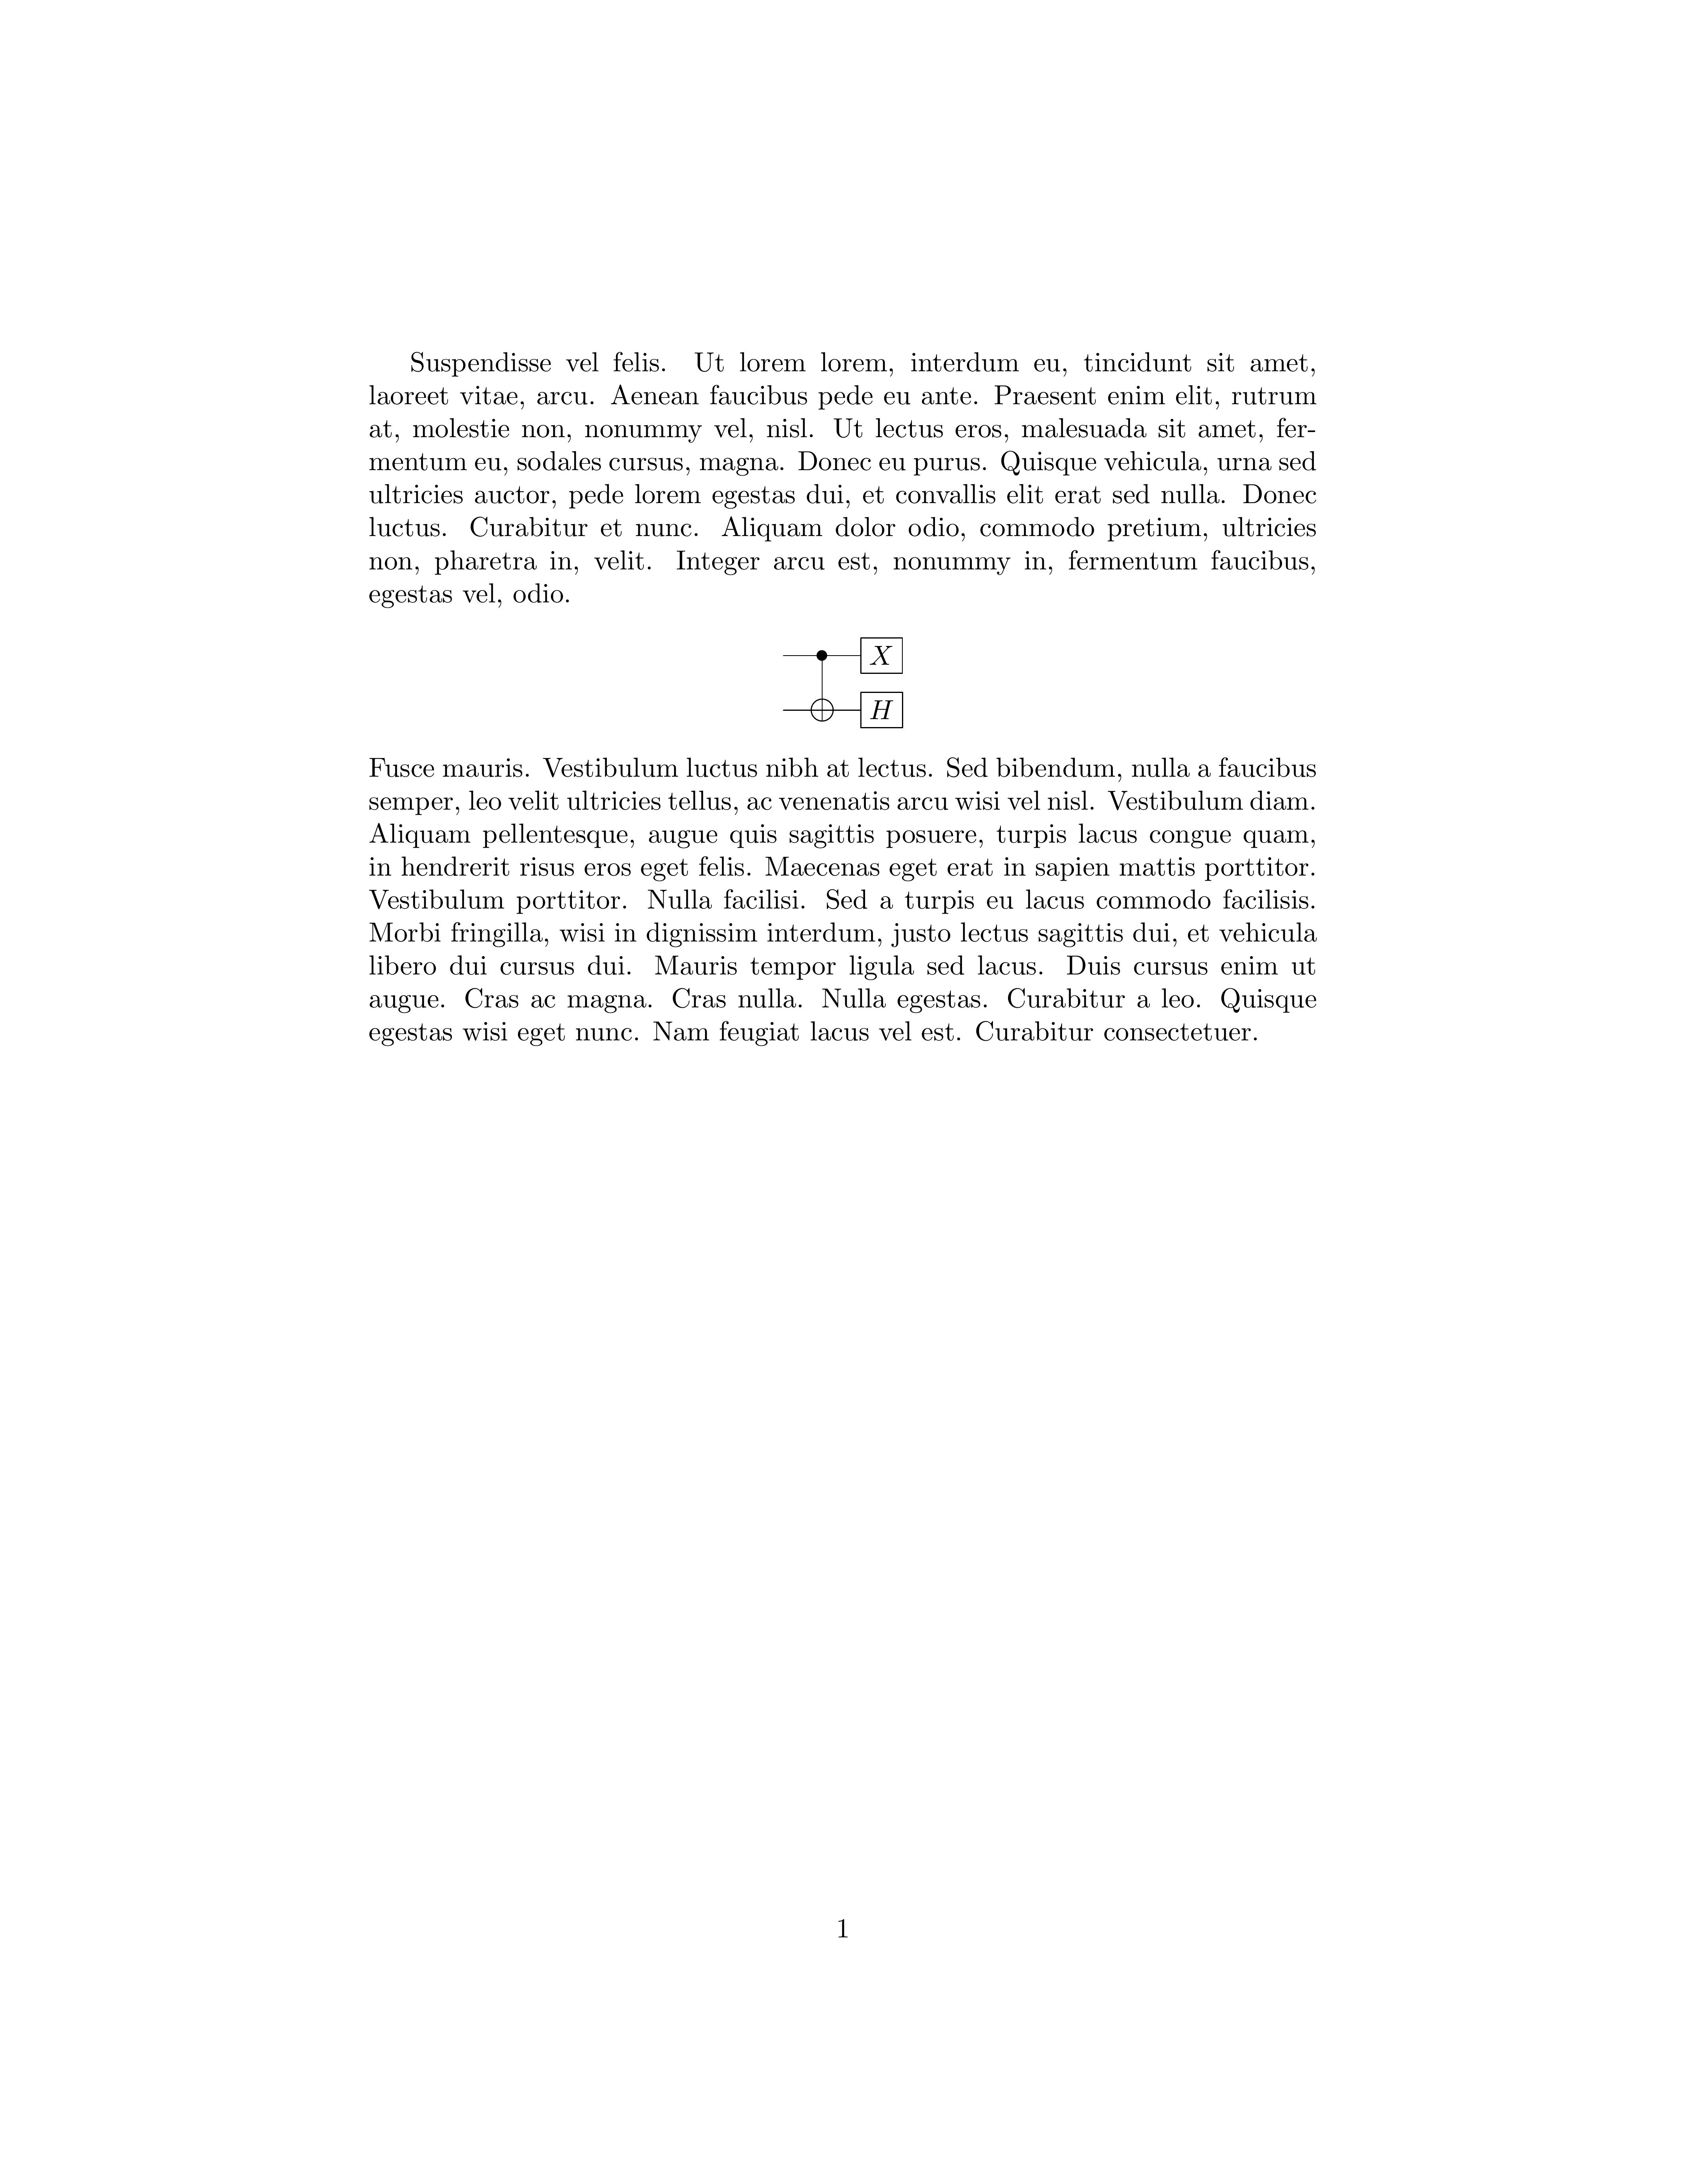 Suspendisse vel felis. Ut lorem lorem, interdum eu, tincidunt sit amet,
laoreet vitae, arcu. Aenean faucibus pede eu ante. Praesent enim elit, rutrum
at, molestie non, nonummy vel, nisl. Ut lectus eros, malesuada sit amet, fer-
mentum eu, sodales cursus, magna. Donec eu purus. Quisque vehicula, urna sed
ultricies auctor, pede lorem egestas dui, et convallis elit erat sed nulla. Donec
luctus. Curabitur et nunc. Aliquam dolor odio, commodo pretium, ultricies
non, pharetra in, velit. Integer arcu est, nonummy in, fermentum faucibus,
egestas vel, odio.
X
H
Fusce mauris. Vestibulum luctus nibh at lectus. Sed bibendum, nulla a faucibus
semper, leo velit ultricies tellus, ac venenatis arcu wisi vel nisl. Vestibulum diam.
Aliquam pellentesque, augue quis sagittis posuere, turpis lacus congue quam,
in hendrerit risus eros eget felis. Maecenas eget erat in sapien mattis porttitor.
Vestibulum porttitor. Nulla facilisi. Sed a turpis eu lacus commodo facilisis.
Morbi fringilla, wisi in dignissim interdum, justo lectus sagittis dui, et vehicula
libero dui cursus dui. Mauris tempor ligula sed lacus. Duis cursus enim ut
augue. Cras ac magna. Cras nulla. Nulla egestas. Curabitur a leo. Quisque
egestas wisi eget nunc. Nam feugiat lacus vel est. Curabitur consectetuer.
1